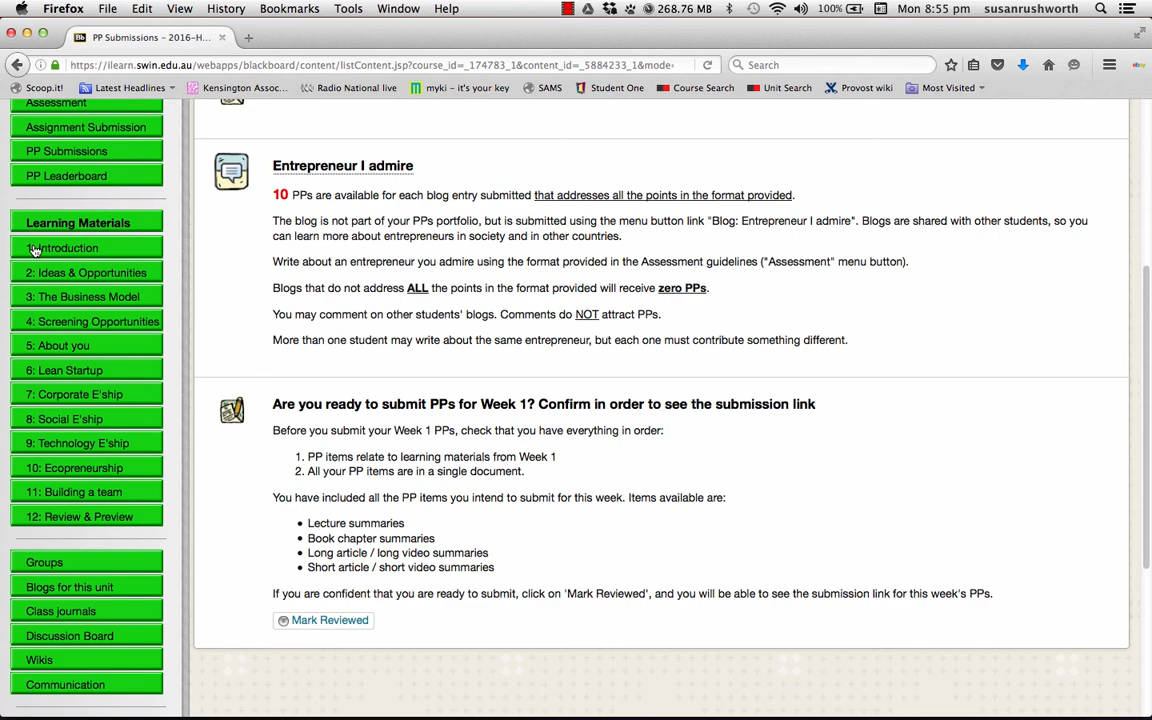 Firefox File Edit View History Bookmarks Tools Window Help 268.76 MB 100% Mon 8:55 pm susanrushworth
Bb PP Submissions – 2016-H...
https://ilearn.swin.edu.au/webapps/blackboard/content/listContent.jsp?course_id=_174783_1&content_id=_5884233_1&mode= Search
Scoop.it! Latest Headlines Kensington Assoc... Radio National live myki – it's your key SAMS Student One Course Search Unit Search Provost wiki Most Visited
Assessment
Assignment Submission
PP Submissions
PP Leaderboard
Learning Materials
1: Introduction
2: Ideas & Opportunities
3: The Business Model
4: Screening Opportunities
5: About you
6: Lean Startup
7: Corporate E'ship
8: Social E'ship
9: Technology E'ship
10: Ecopreneurship
11: Building a team
12: Review & Preview
Groups
Blogs for this unit
Class journals
Discussion Board
Wikis
Communication
Entrepreneur I admire
10 PPs are available for each blog entry submitted that addresses all the points in the format provided.
The blog is not part of your PPs portfolio, but is submitted using the menu button link "Blog: Entrepreneur I admire". Blogs are shared with other students, so you
can learn more about entrepreneurs in society and in other countries.
Write about an entrepreneur you admire using the format provided in the Assessment guidelines ("Assessment" menu button).
Blogs that do not address ALL the points in the format provided will receive zero PPs.
You may comment on other students' blogs. Comments do NOT attract PPs.
More than one student may write about the same entrepreneur, but each one must contribute something different.
Are you ready to submit PPs for Week 1? Confirm in order to see the submission link
Before you submit your Week 1 PPs, check that you have everything in order:
1. PP items relate to learning materials from Week 1
2. All your PP items are in a single document.
You have included all the PP items you intend to submit for this week. Items available are:
• Lecture summaries
• Book chapter summaries
• Long article / long video summaries
• Short article / short video summaries
If you are confident that you are ready to submit, click on 'Mark Reviewed', and you will be able to see the submission link for this week's PPs.
Mark Reviewed
ebay